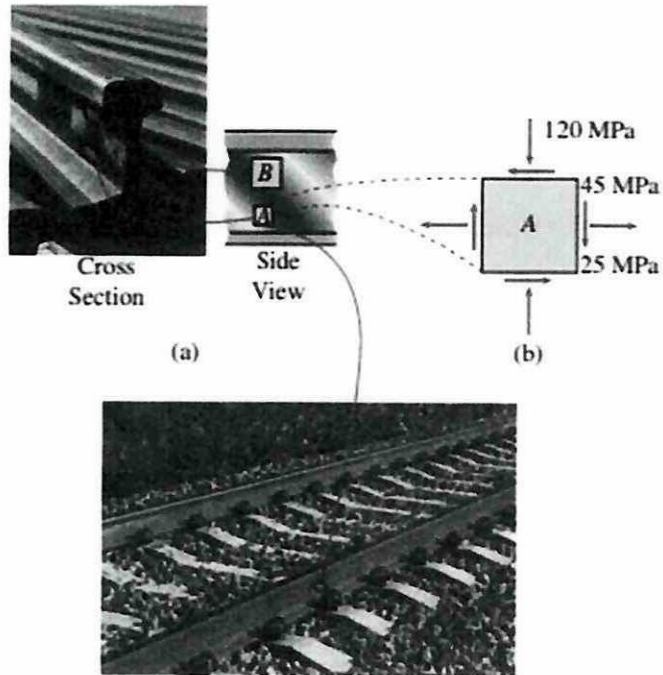 120 MPa
B
45 MPa
A
A
25 MPa
Cross
Section
Side
View
(a)
(b)